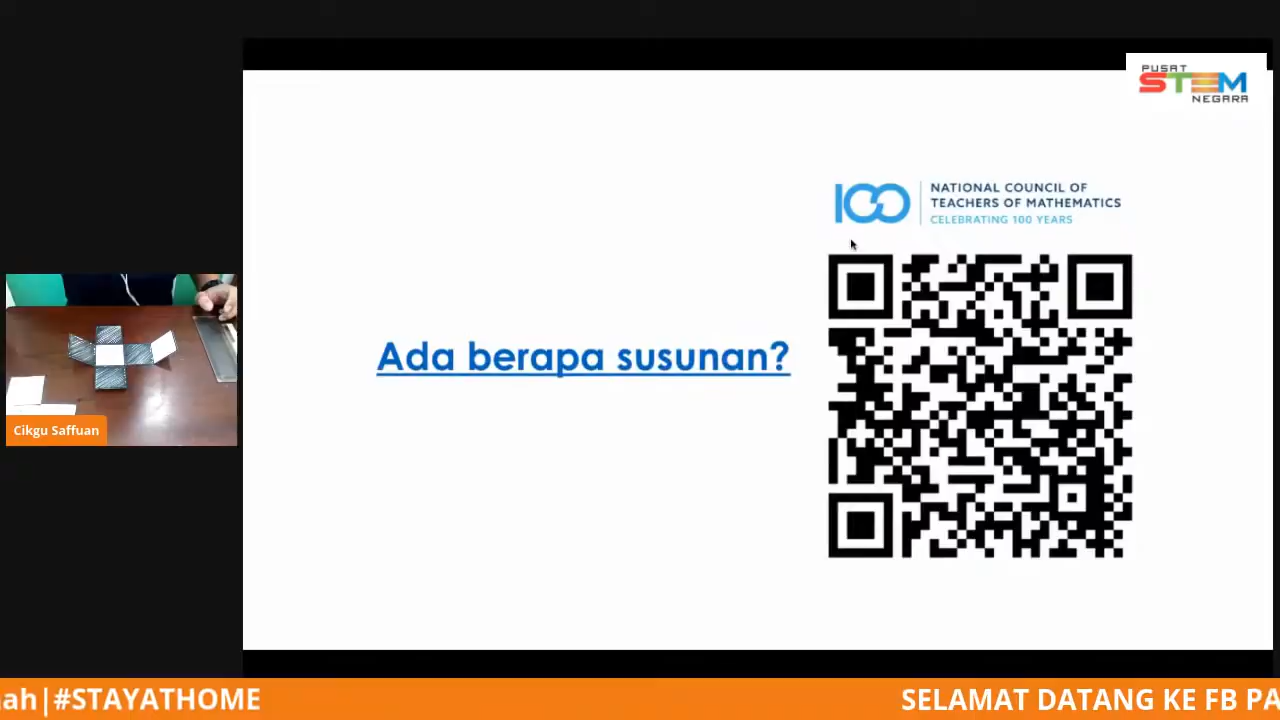 PUSAT
STEM
NEGARA
100
NATIONAL COUNCIL OF
TEACHERS OF MATHEMATICS
CELEBRATING 100 YEARS
Ada berapa susunan?
Cikgu Saffuan
ah|#STAYATHOME
SELAMAT DATANG KE FB PA